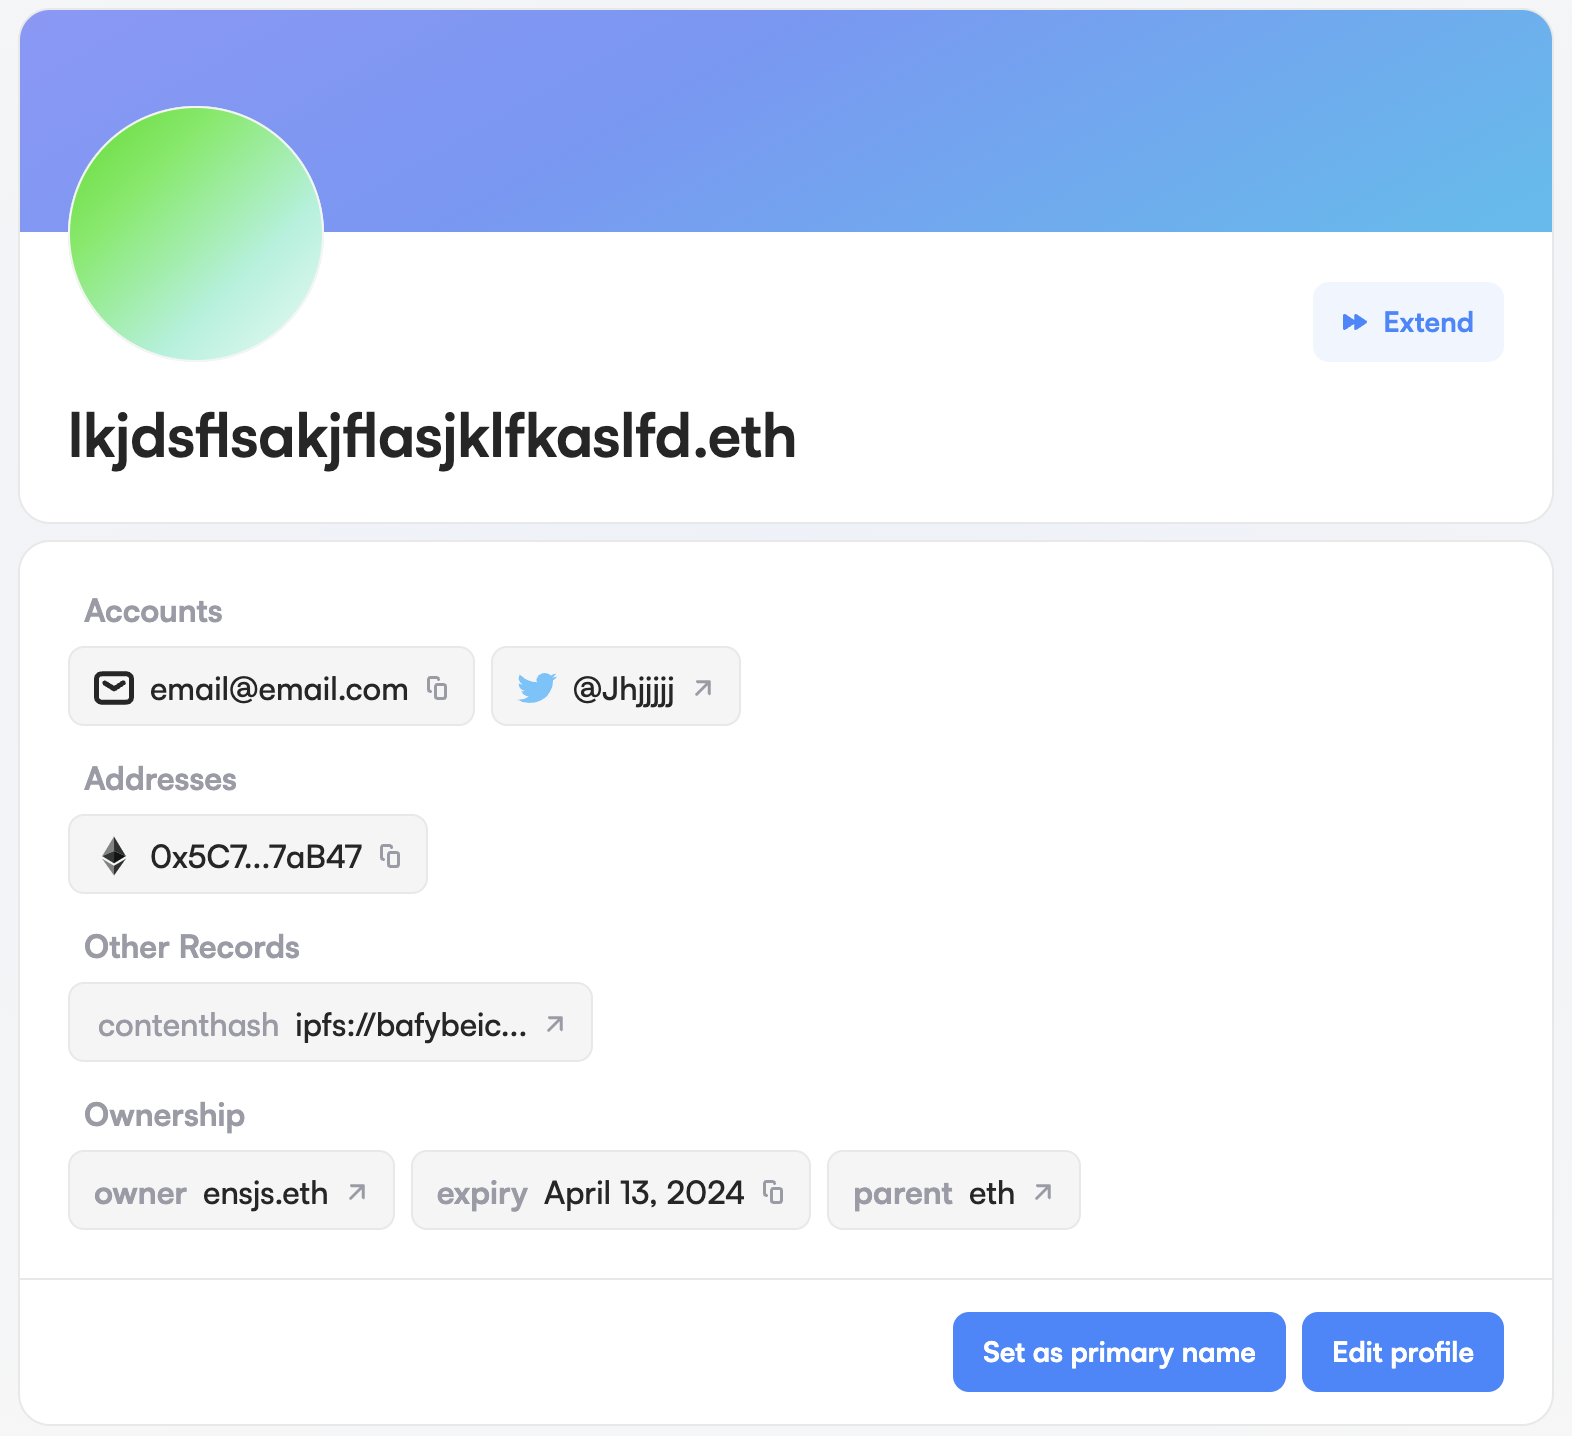 Extend
lkjdsflsakjflasjklfkaslfd.eth
Accounts
email@email.com @Jhjjjjj
Addresses
0x5C7...7aB47
Other Records
contenthash ipfs://bafybeic...
Ownership
owner ensjs.eth expiry April 13, 2024 parent eth
Set as primary name Edit profile